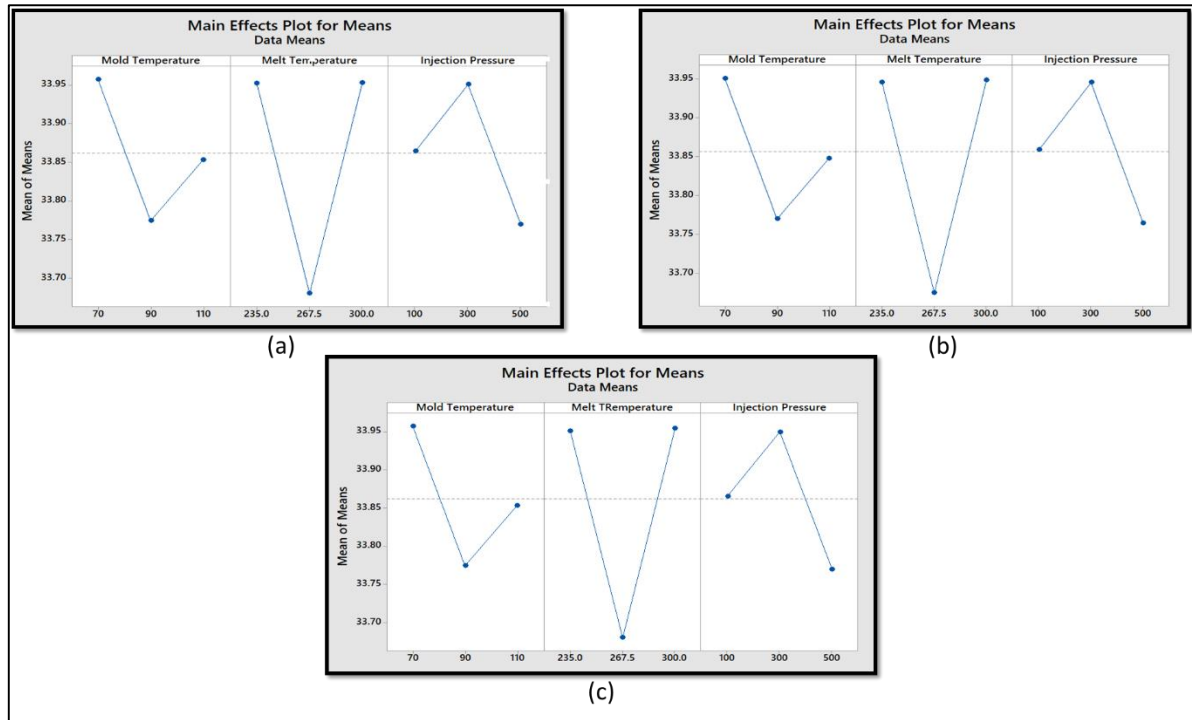 Main Effects Plot for Means
Data Means
Mold Temperature Melt Tem,perature Injection Pressure
Mean of Means
33.95
33.90
33.85
33.80
33.75
33.70
70 90 110 235.0 267.5 300.0 100 300 500
(a)
Main Effects Plot for Means
Data Means
Mold Temperature Melt Temperature Injection Pressure
Mean of Means
33.95
33.90
33.85
33.80
33.75
33.70
70 90 110 235.0 267.5 300.0 100 300 500
(b)
Main Effects Plot for Means
Data Means
Mold Temperature Melt TRemperature Injection Pressure
Mean of Means
33.95
33.90
33.85
33.80
33.75
33.70
70 90 110 235.0 267.5 300.0 100 300 500
(c)